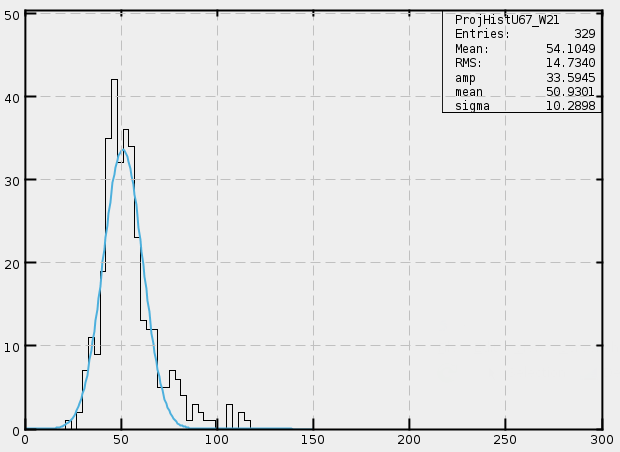 50
40
30
20
10
0
0 50 100 150 200 250 300
ProjHistU67_W21
Entries: 329
Mean: 54.1049
RMS: 14.7340
amp 33.5945
mean 50.9301
sigma 10.2898